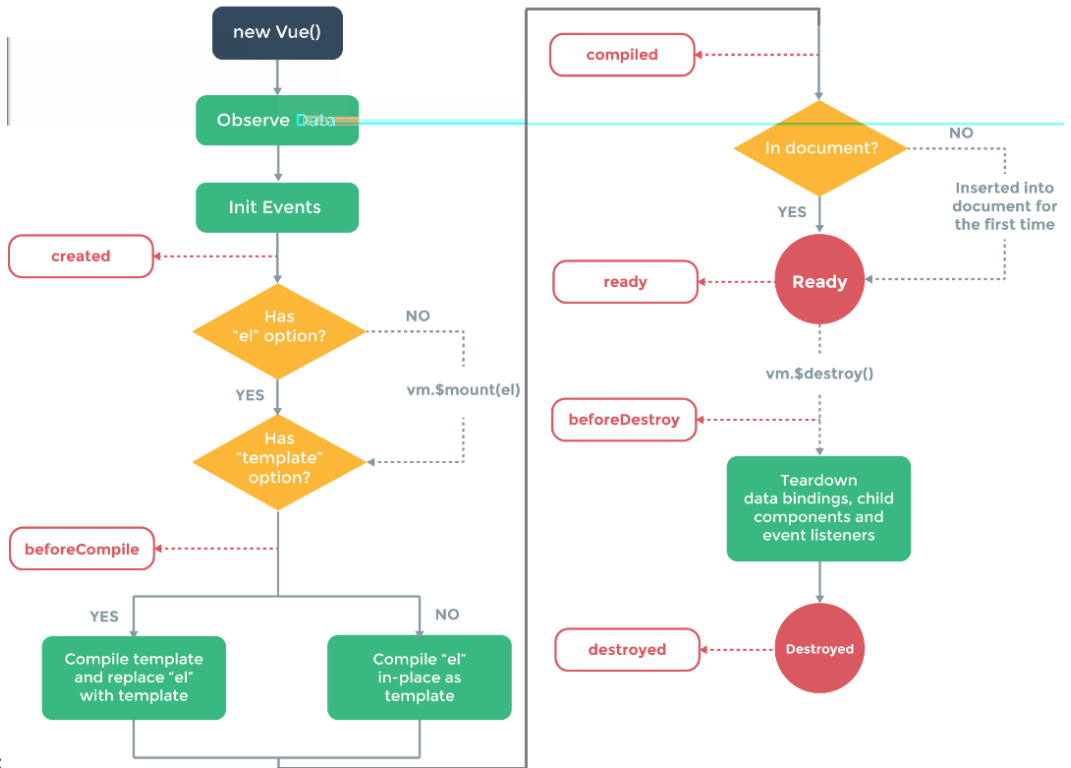 new Vue()
Observe Data
Init Events
created
Has
“el” option?
NO
YES
vm.$mount(el)
Has
“template”
option?
beforeCompile
YES
NO
Compile template
and replace “el”
with template
Compile “el”
in-place as
template
compiled
In document?
NO
YES
Inserted into
document for
the first time
ready
Ready
vm.$destroy()
beforeDestroy
Teardown
data bindings, child
components and
event listeners
destroyed
Destroyed